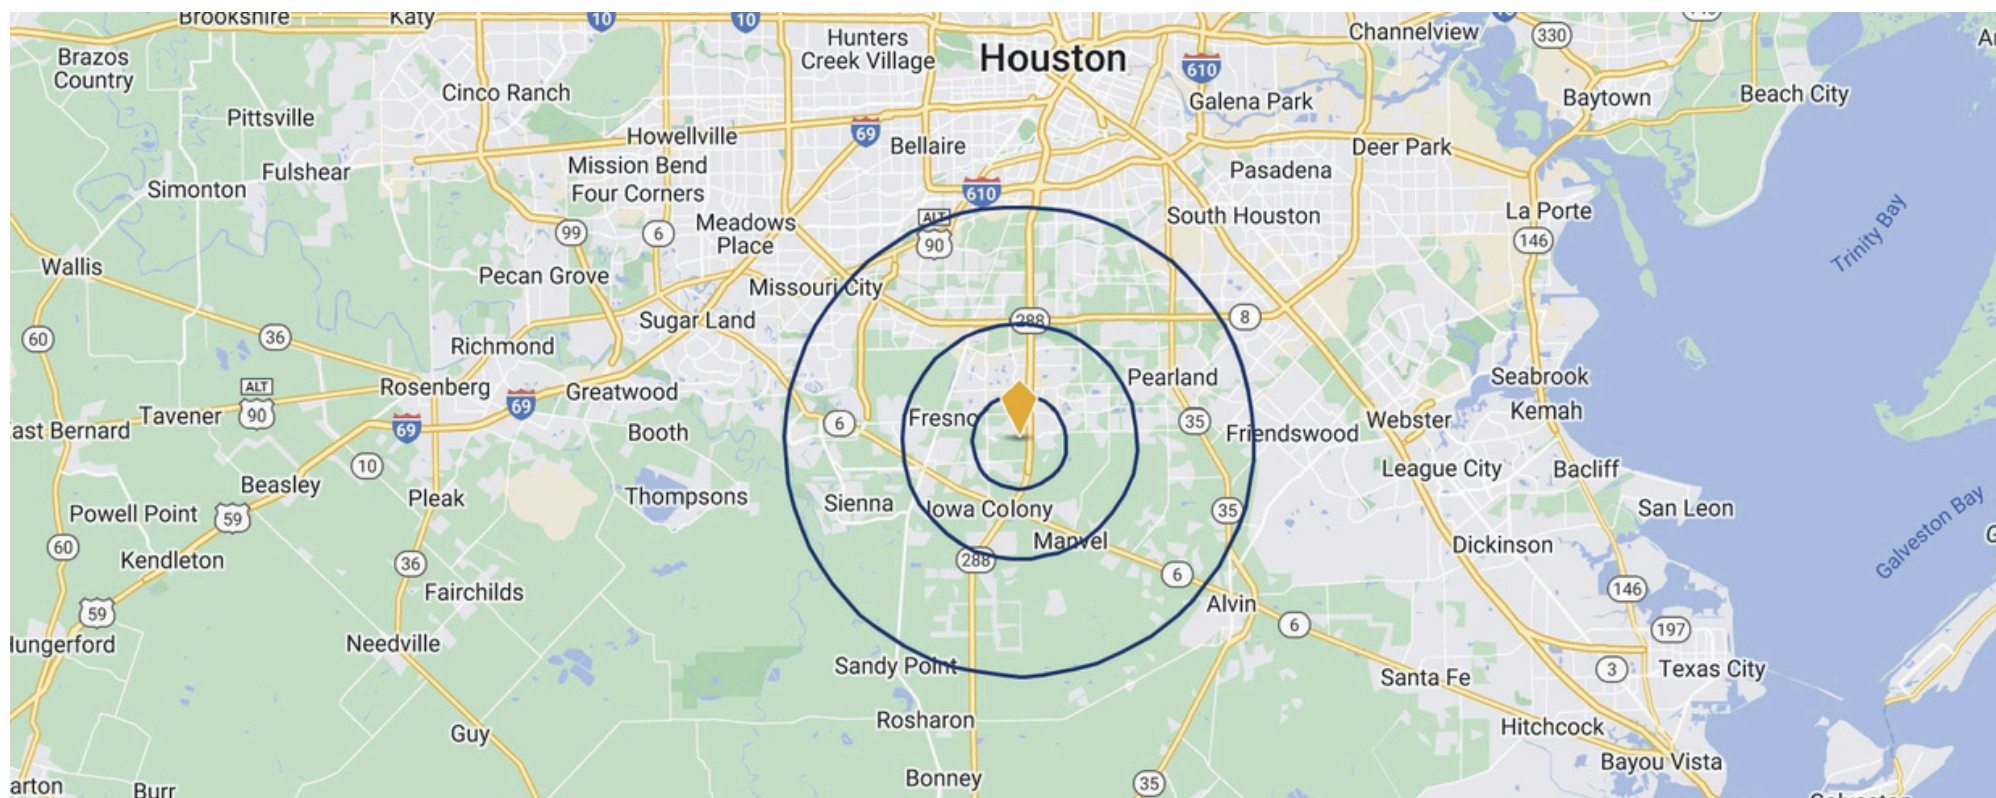 Brookshire
Katy
10
10
Channelview
330
Hunters
Creek Village
Houston
Brazos
Country
610
Cinco Ranch
Galena Park
Baytown
Beach City
Pittsville
69
Howellville
Bellaire
Deer Park
Mission Bend
Pasadena
Fulshear
Simonton
Four Corners
610
South Houston
La Porte
Meadows
Place
ALT
90
99
6
146
Trinity Bay
Wallis
Pecan Grove
Missouri City
Sugar Land
288
8
60
36
Richmond
Rosenberg
Greatwood
Pearland
Seabrook
ALT
90
69
Tavener
69
Kemah
Fresno
6
35
Webster
East Bernard
Booth
Friendswood
10
League City
Bacliff
Beasley
Pleak
Thompsons
Sienna
Iowa Colony
35
San Leon
Powell Point
59
60
Kendleton
36
Manvel
288
6
Dickinson
Galveston Bay
Fairchilds
146
59
Alvin
6
197
Hungerford
Needville
Sandy Point
3
Texas City
Santa Fe
Rosharon
Hitchcock
Guy
Bonney
Bayou Vista
35
arton
Burr